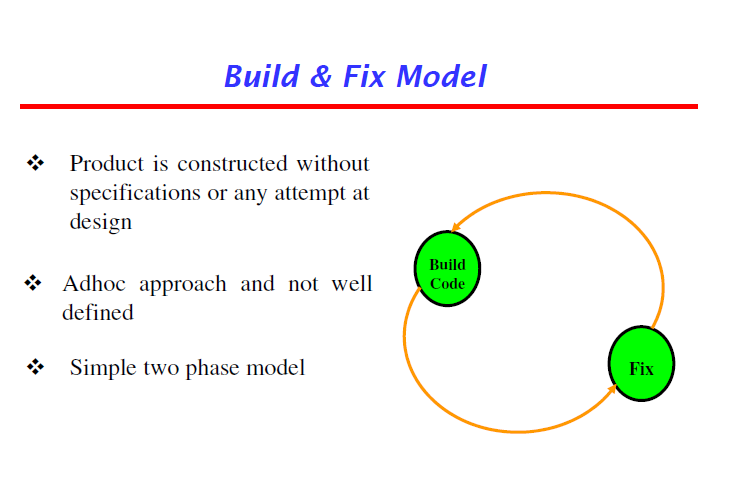 Build & Fix Model
❖ Product is constructed without
specifications or any attempt at
design
❖ Adhoc approach and not well
defined
❖ Simple two phase model
Build
Code
Fix